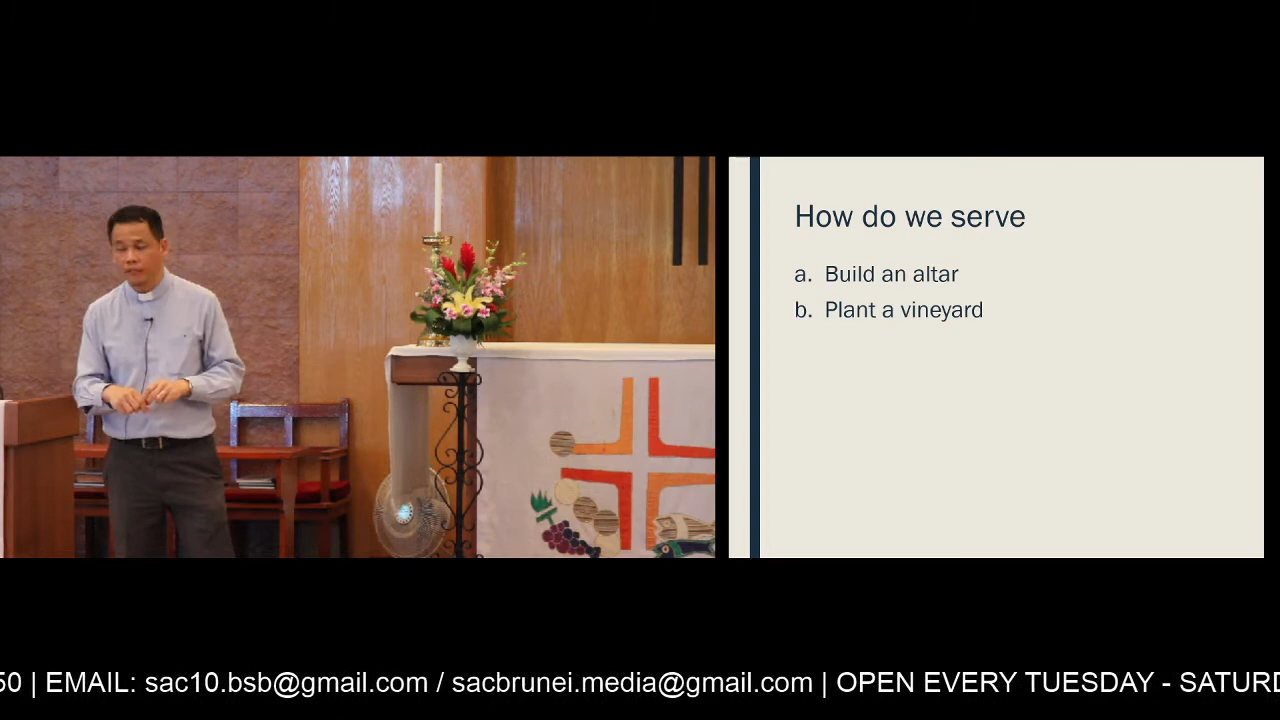 How do we serve
a. Build an altar
b. Plant a vineyard
50 | EMAIL: sac10.bsb@gmail.com / sacbrunei.media@gmail.com | OPEN EVERY TUESDAY - SATURD